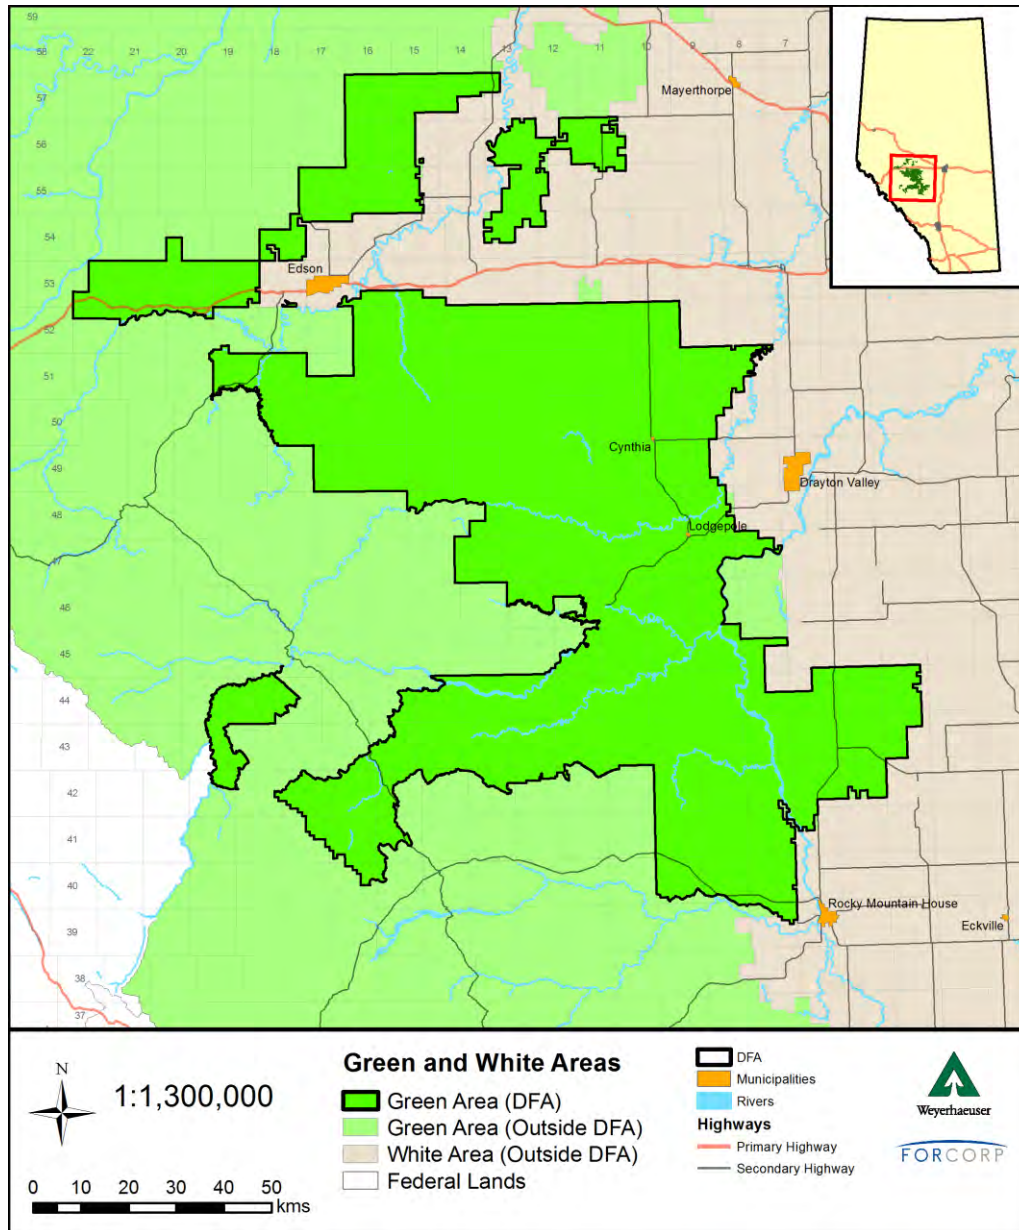 59
58 22 21 20 19 18 17 16 15 14 13 12 11 10 9 8 7
57
56
55
54
53
52
51
50
49
48
47
46
45
44
43
42
41
40
39
38
37
Mayerthorpe
Edson
Cynthia
Drayton Valley
Lodgepole
Rocky Mountain House
Eckville
N
1:1,300,000
0 10 20 30 40 50
kms
Green and White Areas
Green Area (DFA)
Green Area (Outside DFA)
White Area (Outside DFA)
Federal Lands
DFA
Municipalities
Rivers
Highways
Primary Highway
Secondary Highway
Weyerhaeuser
FORCORP